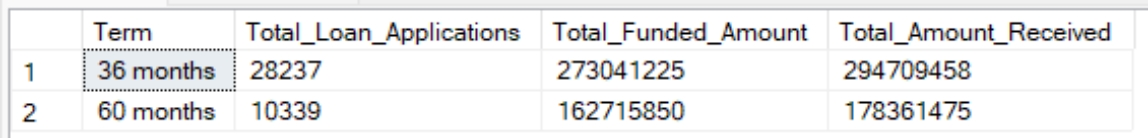 Term Total_Loan_Applications Total_Funded_Amount Total_Amount_Received
1 36 months 28237 273041225 294709458
2 60 months 10339 162715850 178361475